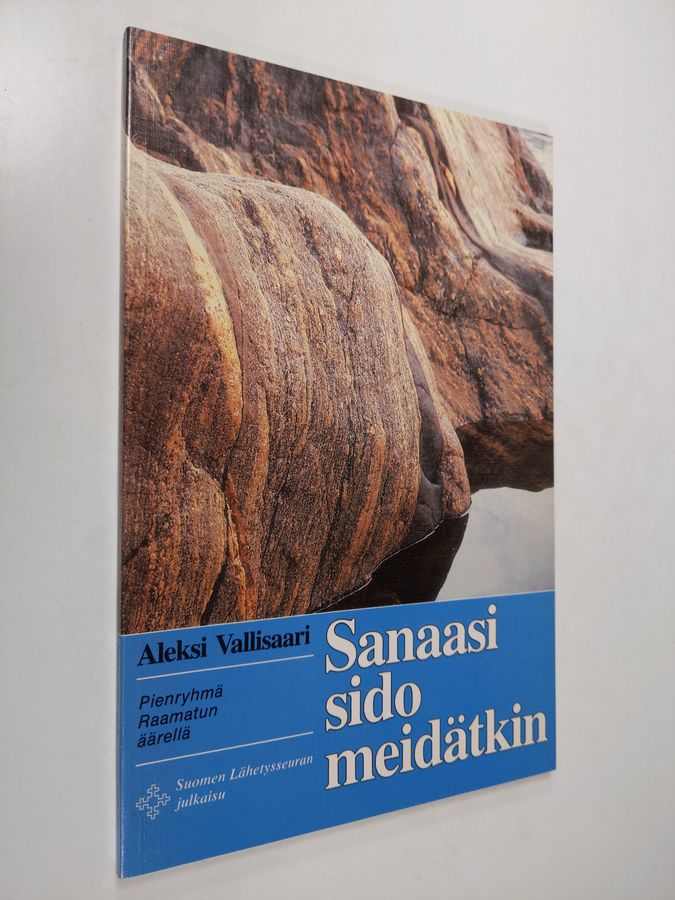 Aleksi Vallisaari
Pienryhmä
Raamatun
äärellä
Suomen Lähetysseuran
julkaisu
Sanaasi
sido
meidätkin